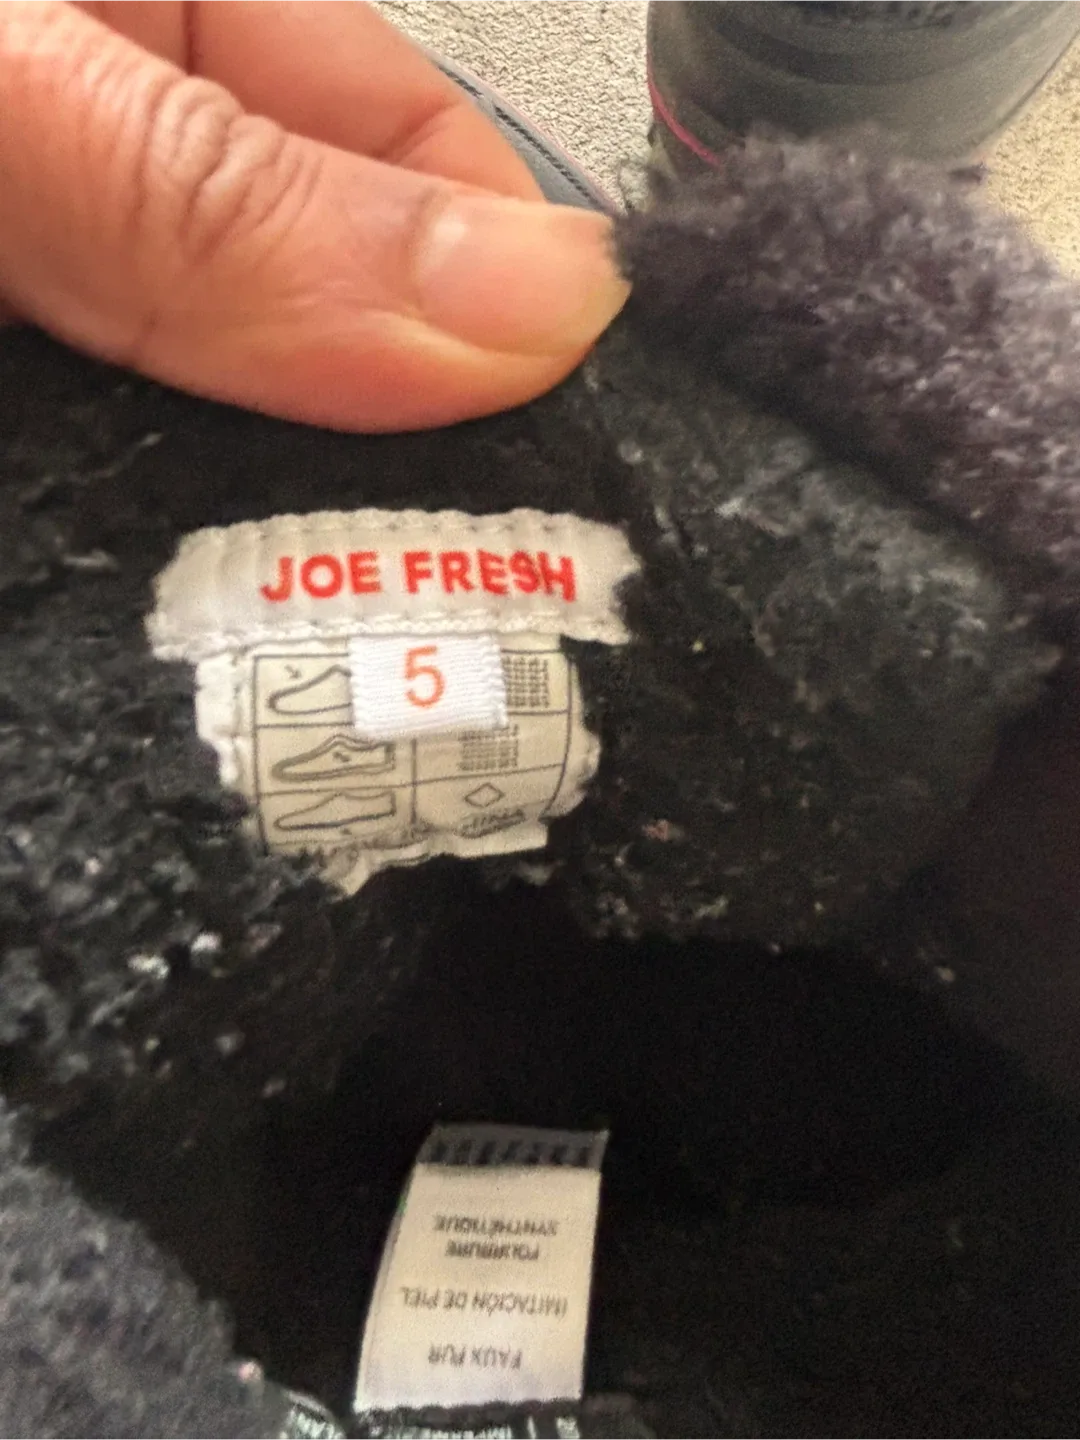 JOE FRESH
5
FAUX FUR
IMITACIÓN DE PIEL
FOURRURE
SYNTHÉTIQUE